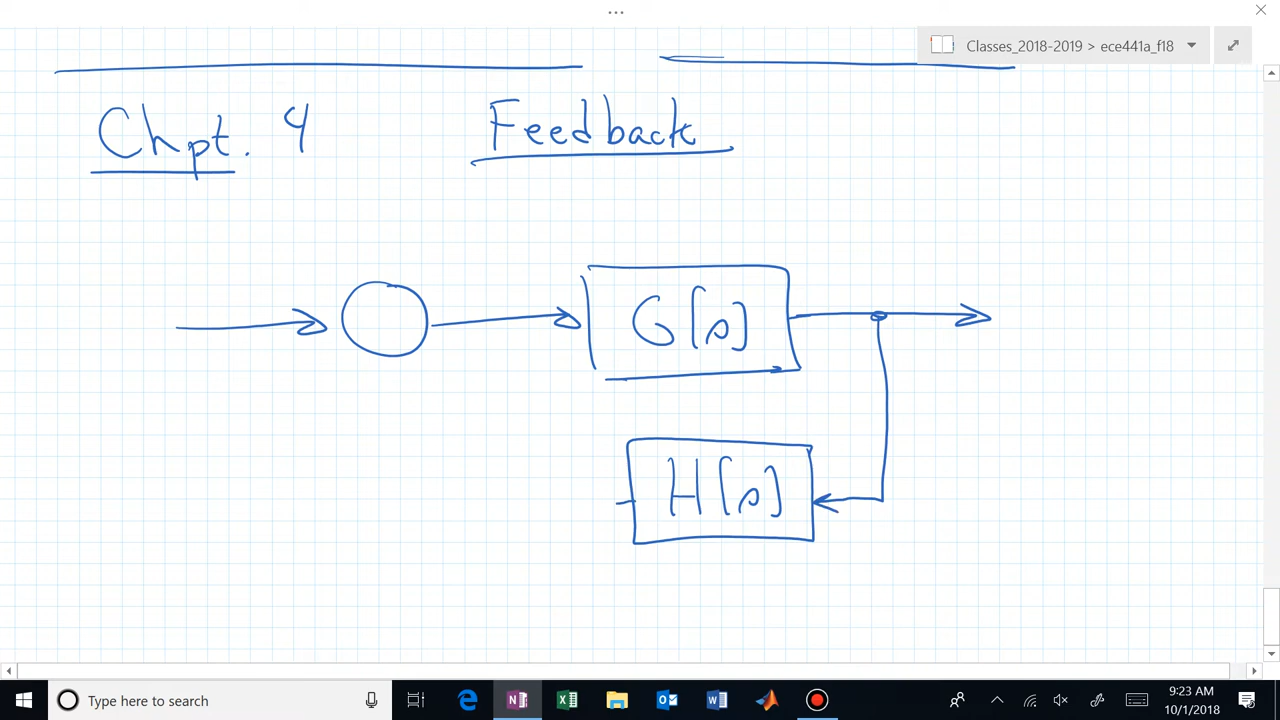 Classes_2018-2019 > ece441a_f18
Chpt. 4 Feedback
G[s]
H[s]
Type here to search
9:23 AM
10/1/2018